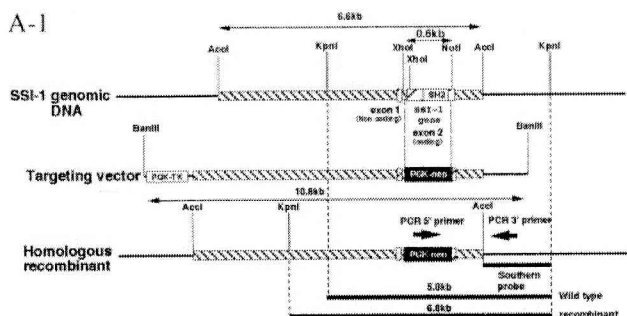 A-1
6.6kb
AccI KpnI XhoI 0.6kb NotI AccI KpnI
XhoI
SSI-1 genomic DNA
SH2
exon 1 (Non coding)
SSI-1 gene
exon 2 (coding)
BanIII BanIII
Targeting vector
PGK-TK PGK-neo
10.8kb
AccI KpnI AccI
PCR 5' primer PCR 3' primer
Homologous recombinant
PGK-neo
Southern probe
5.0kb Wild type
6.8kb recombinant